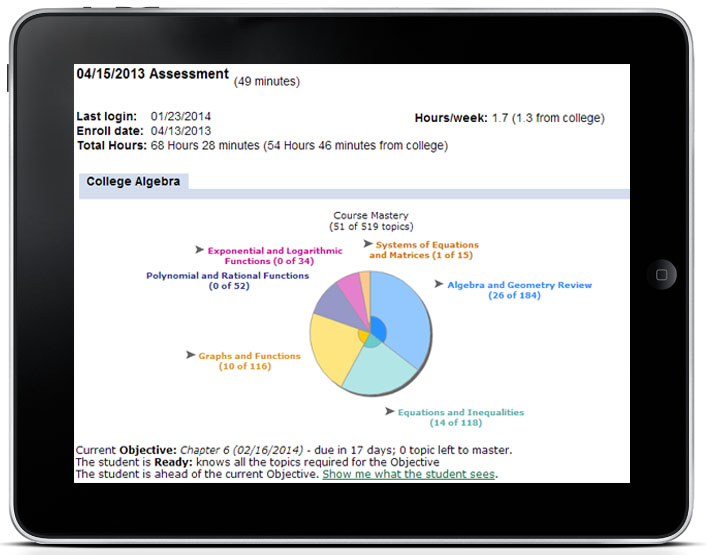 04/15/2013 Assessment (49 minutes)
Last login: 01/23/2014
Hours/week: 1.7 (1.3 from college)
Enroll date: 04/13/2013
Total Hours: 68 Hours 28 minutes (54 Hours 46 minutes from college)
College Algebra
Course Mastery
(51 of 519 topics)
Exponential and Logarithmic
Functions (0 of 34)
Systems of Equations
and Matrices (1 of 15)
Polynomial and Rational Functions
(0 of 52)
Algebra and Geometry Review
(26 of 184)
Graphs and Functions
(10 of 116)
Equations and Inequalities
(14 of 118)
Current Objective: Chapter 6 (02/16/2014) - due in 17 days; 0 topic left to master.
The student is Ready: knows all the topics required for the Objective
The student is ahead of the current Objective. Show me what the student sees.